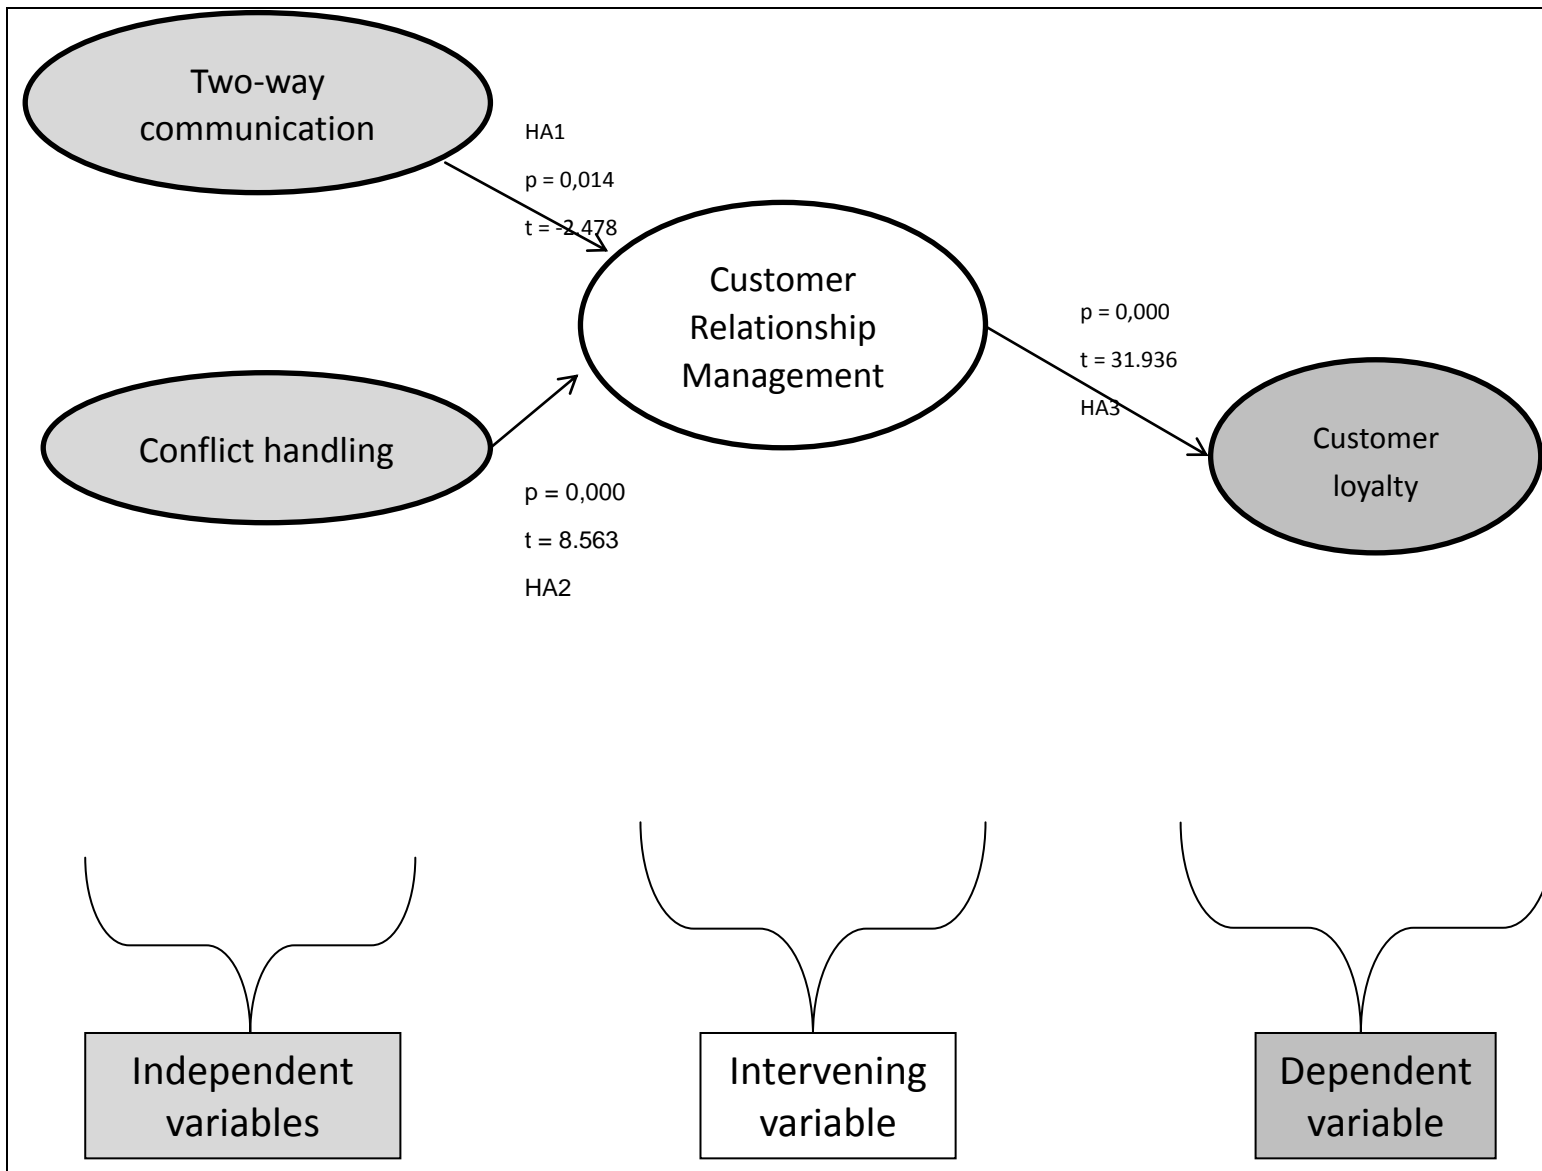 Two-way
communication
HA1
p = 0,014
t = -2.478
Customer
Relationship
Management
p = 0,000
t = 31.936
HA3
Customer
loyalty
Conflict handling
p = 0,000
t = 8.563
HA2
Independent
variables
Intervening
variable
Dependent
variable